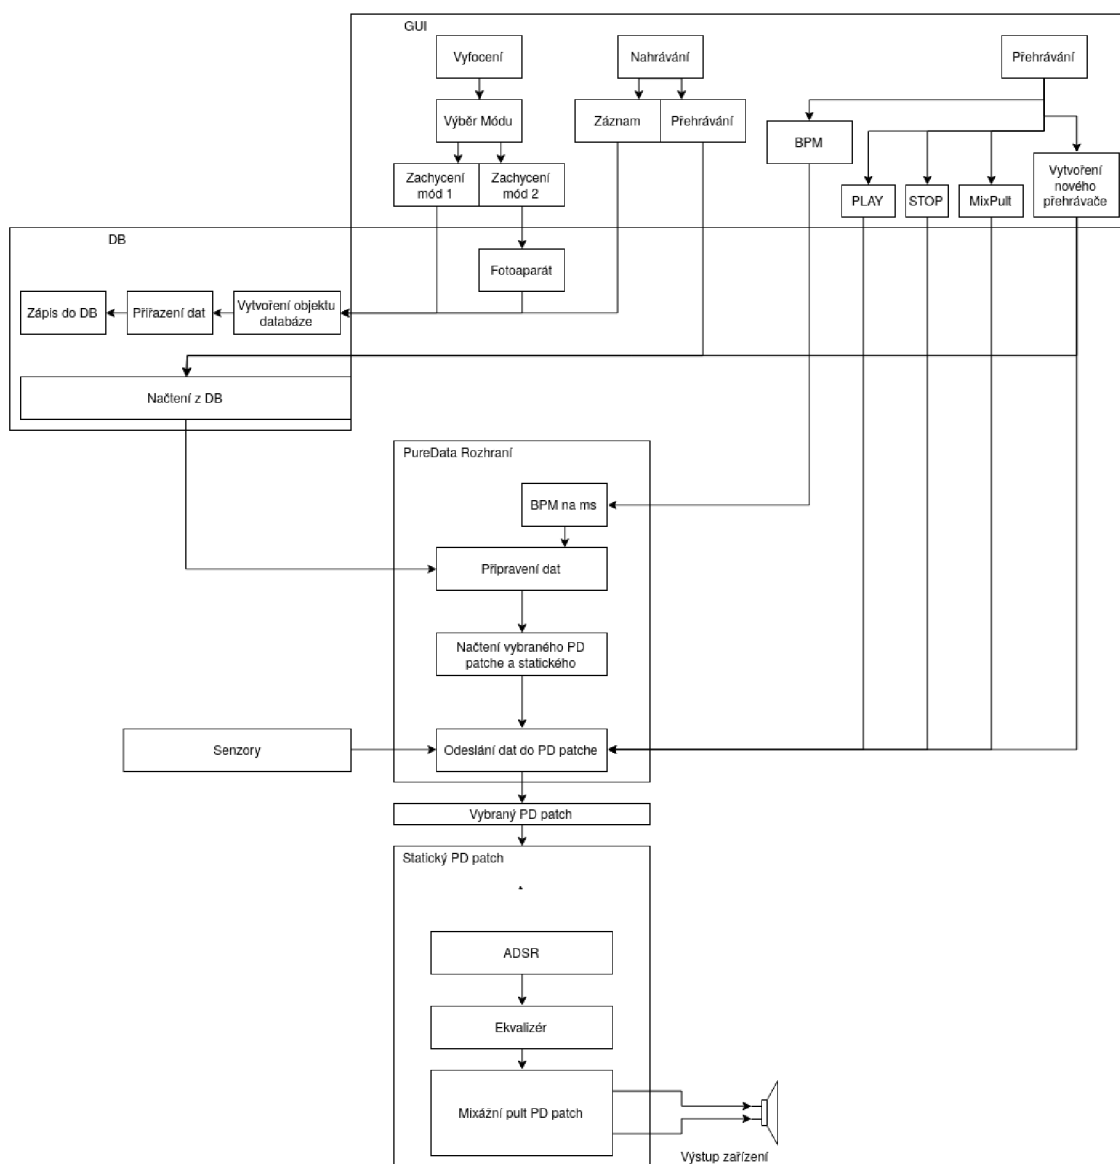 GUI
Vyfocení
Nahrávání
Přehrávání
Výběr Módu
Záznam
Přehrávání
BPM
Zachycení
mód 1
Zachycení
mód 2
PLAY
STOP
MixPult
Vytvoření
nového
přehrávače
DB
Fotoaparát
Zápis do DB
Přiřazení dat
Vytvoření objektu
databáze
Načtení z DB
PureData Rozhraní
BPM na ms
Připravení dat
Načtení vybraného PD
patche a statického
Senzory
Odeslání dat do PD patche
Vybraný PD patch
Statický PD patch
ADSR
Ekvalizér
Mixážní pult PD patch
Výstup zařízení